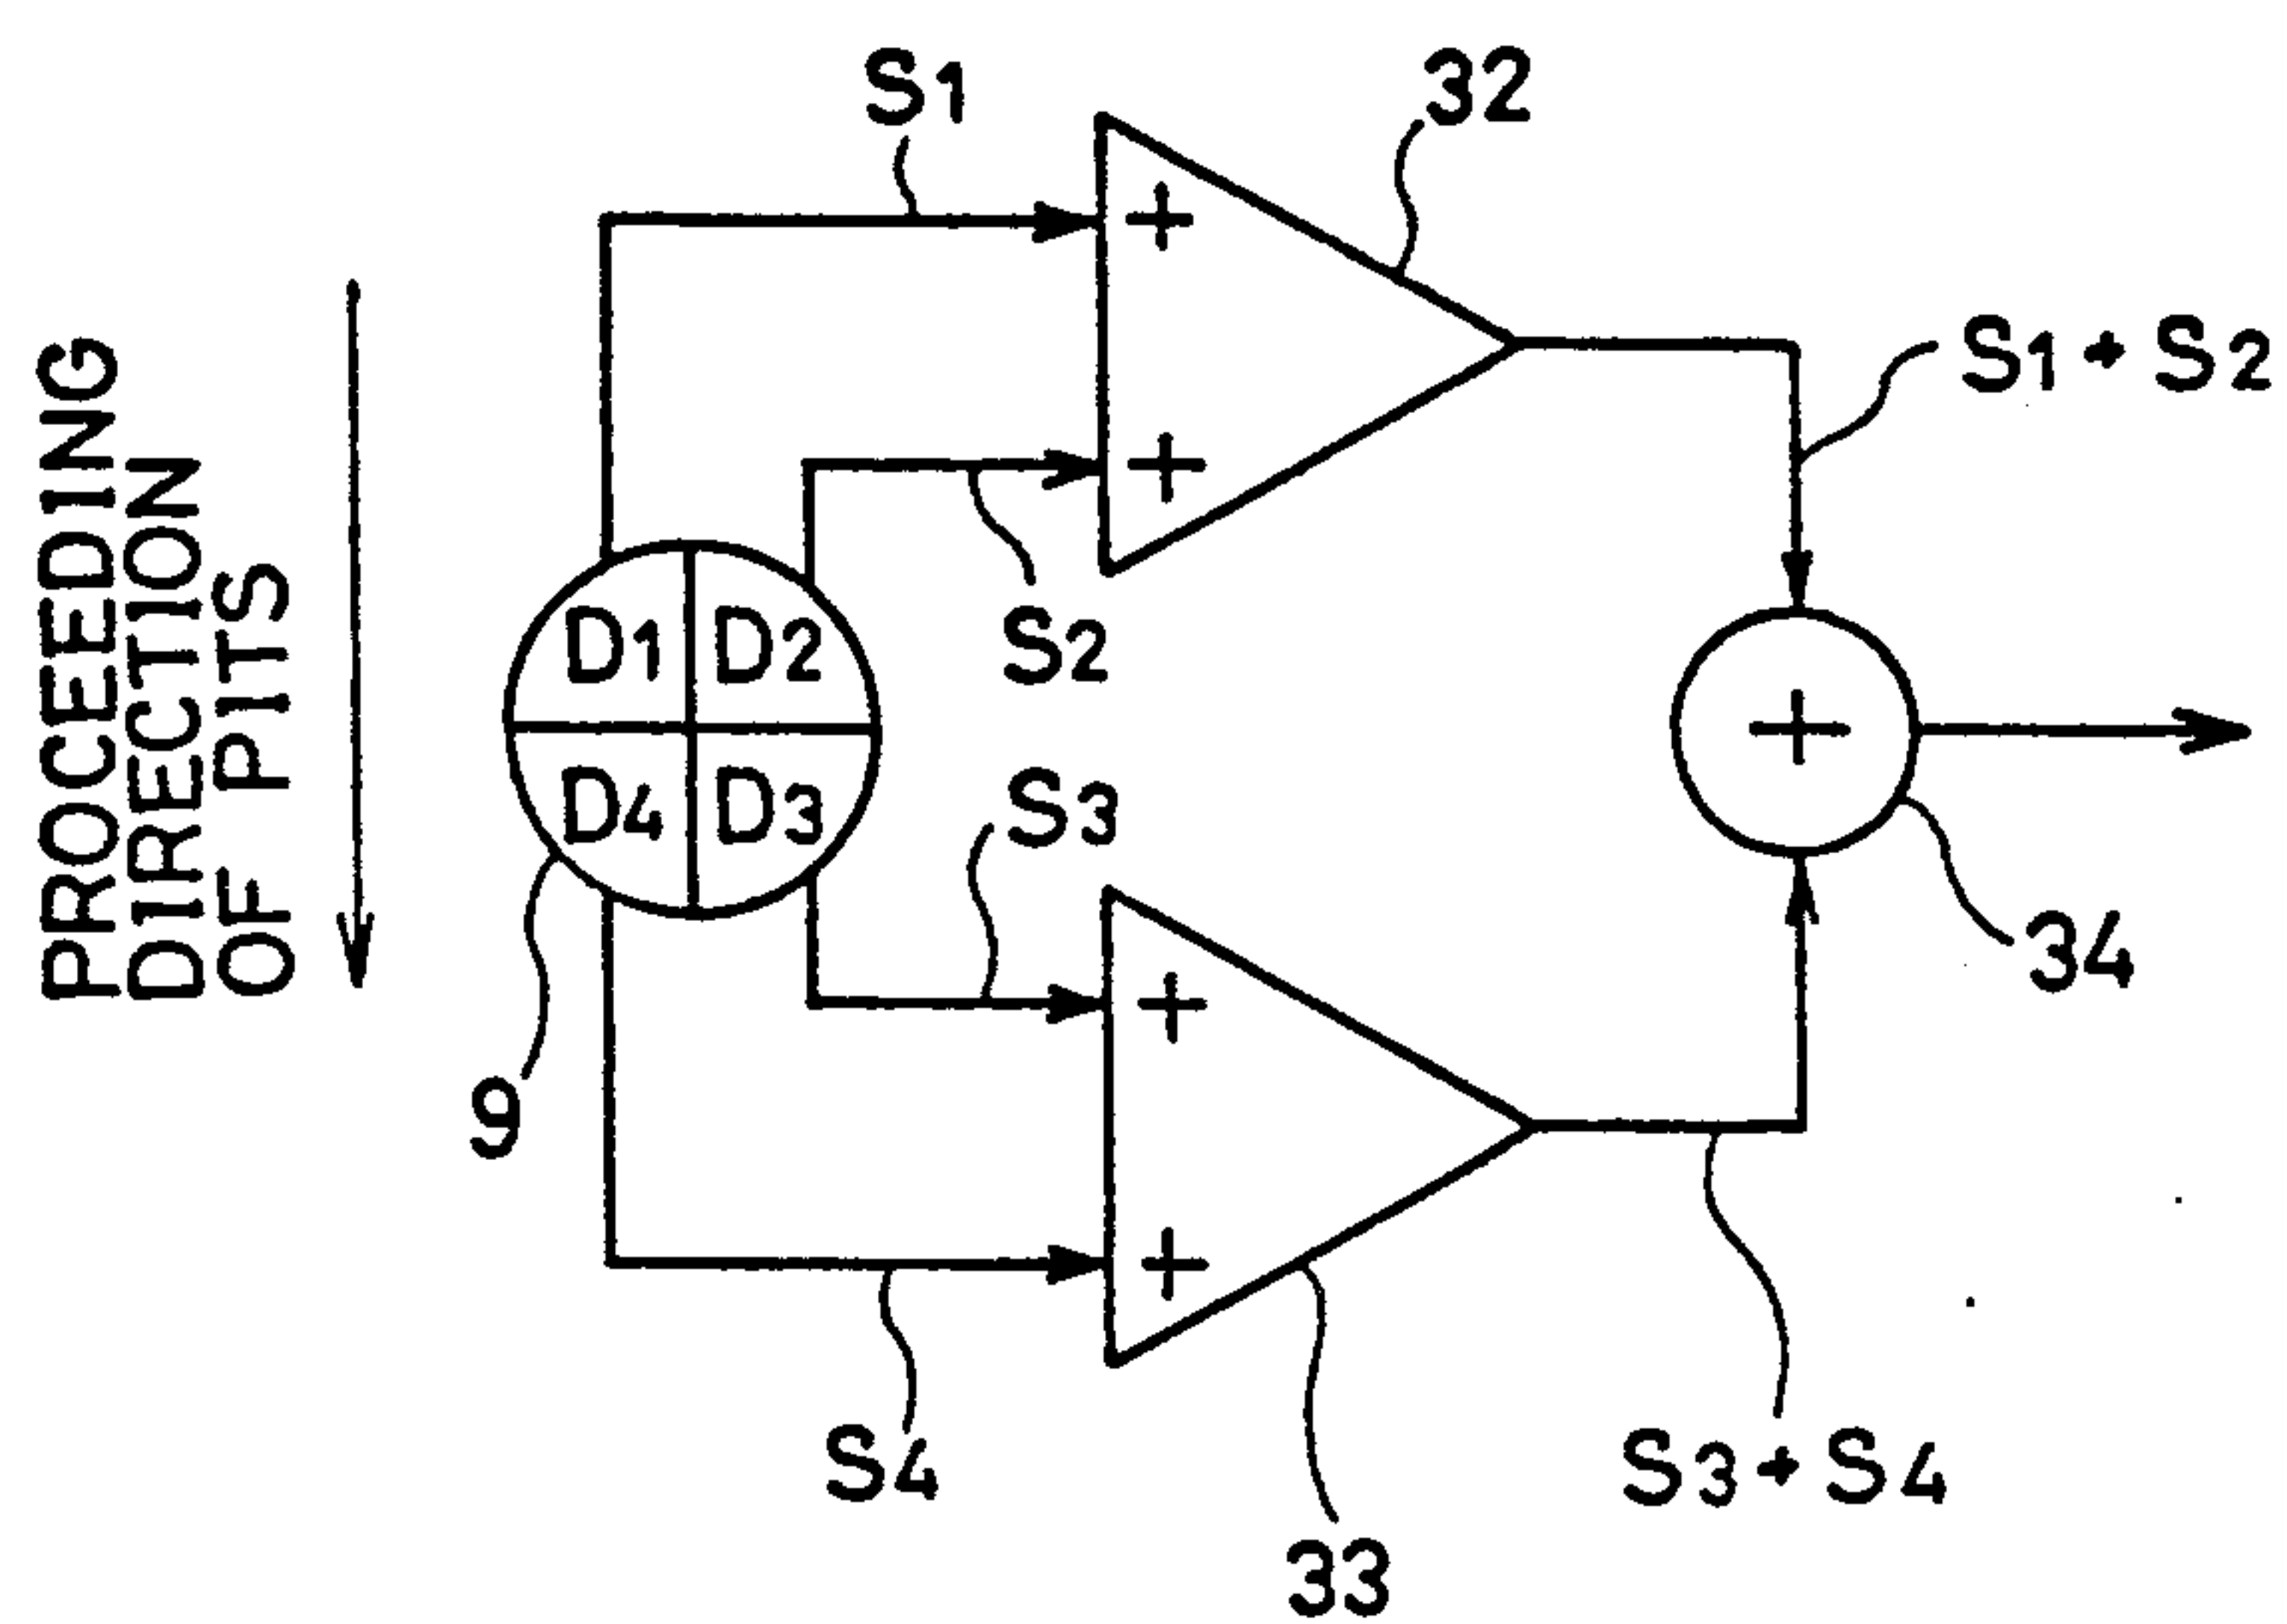 S1
32
+
S1 + S2
+
D1 D2
S2
PROCEEDING
DIRECTION
OF PITS
+
D4 D3
S3
34
+
9
+
S4
S3 + S4
33